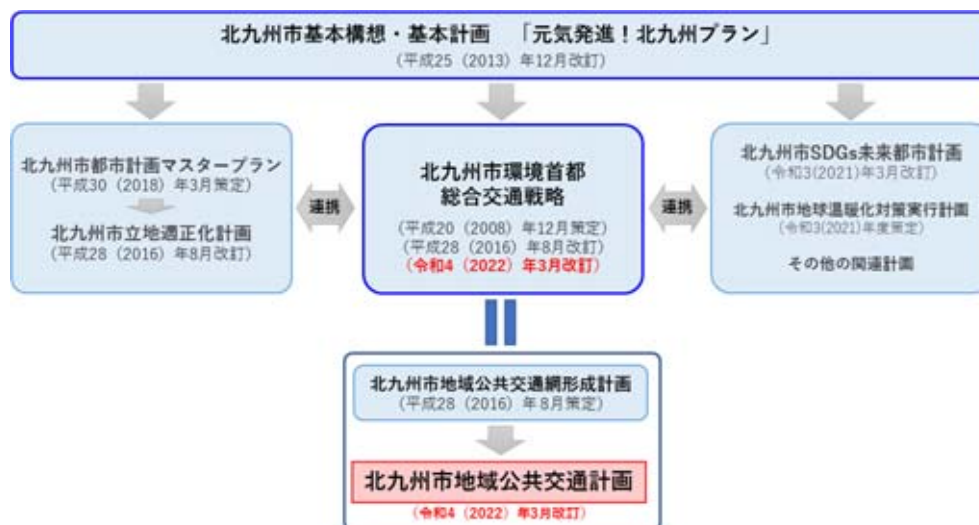 北九州市基本構想・基本計画　「元気発進！北九州プラン」
（平成25（2013）年12月改訂）
北九州市都市計画マスタープラン
（平成30（2018）年3月策定）
北九州市立地適正化計画
（平成28（2016）年8月改訂）
連携
北九州市環境首都
総合交通戦略
（平成20（2008）年12月策定）
（平成28（2016）年8月改訂）
（令和4（2022）年3月改訂）
連携
北九州市SDGs未来都市計画
（令和3(2021)年3月改訂）
北九州市地球温暖化対策実行計画
（令和3(2021)年度策定）
その他の関連計画
北九州市地域公共交通網形成計画
（平成28（2016）年8月策定）
北九州市地域公共交通計画
（令和4（2022）年3月改訂）